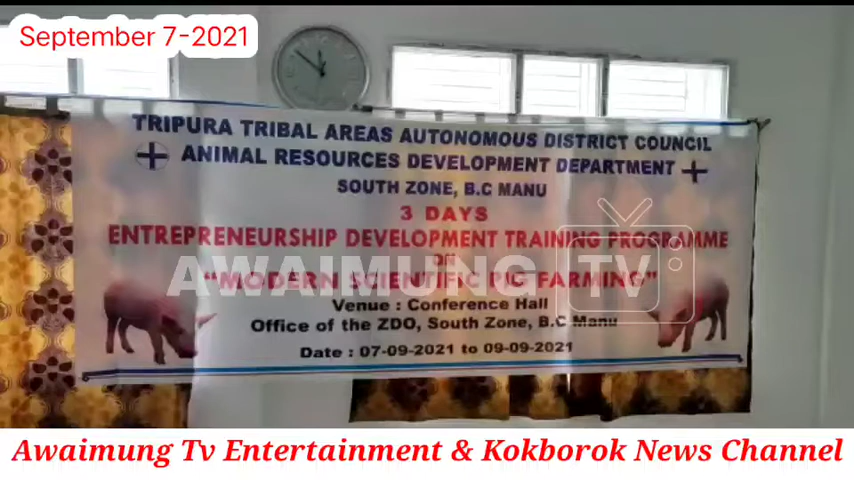 September 7-2021
TRIPURA TRIBAL AREAS AUTONOMOUS DISTRICT COUNCIL
ANIMAL RESOURCES DEVELOPMENT DEPARTMENT
SOUTH ZONE, B.C MANU
3 DAYS
ENTREPRENEURSHIP DEVELOPMENT TRAINING PROGRAMME
ON
"MODERN SCIENTIFIC PIG FARMING"
AWAIMUNG TV
Venue : Conference Hall
Office of the ZDO, South Zone, B.C Manu
Date : 07-09-2021 to 09-09-2021
Awaimung Tv Entertainment & Kokborok News Channel